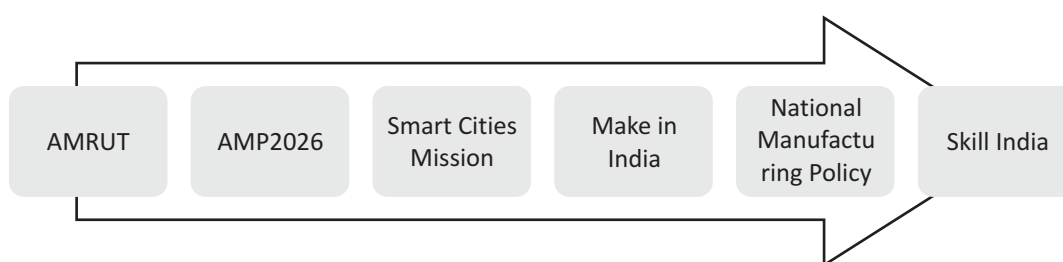 AMRUT
AMP2026
Smart Cities
Mission
Make in
India
National
Manufactu
ring Policy
Skill India